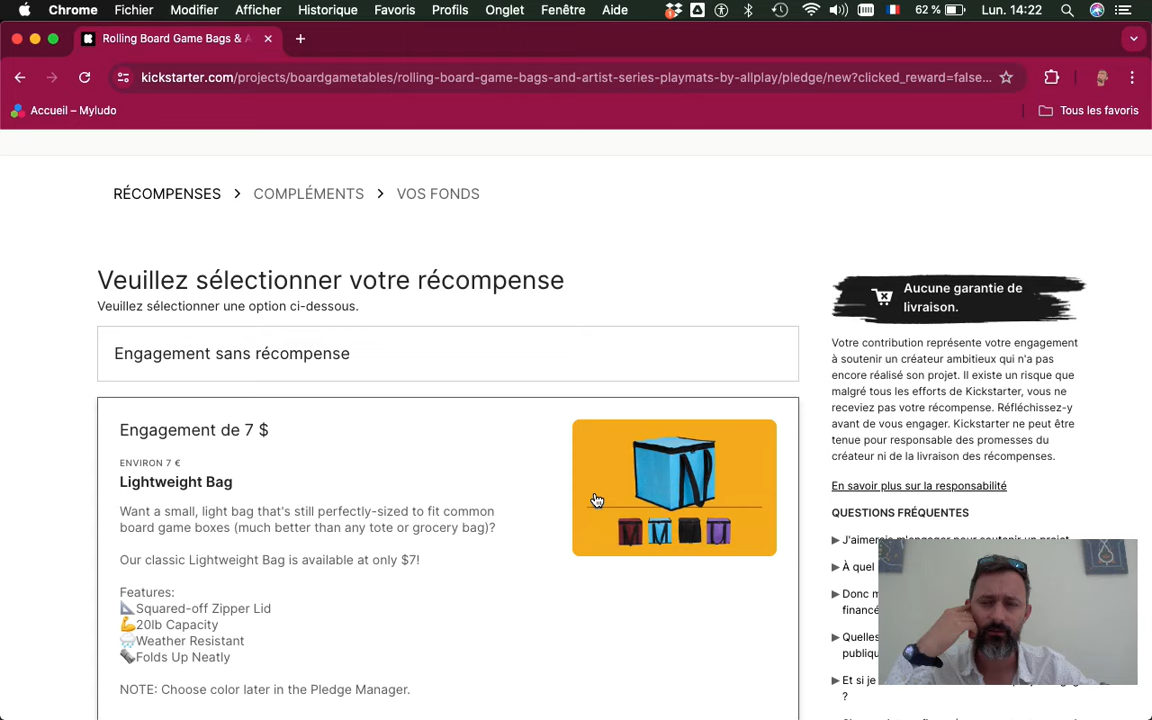 Chrome Fichier Modifier Afficher Historique Favoris Profils Onglet Fenêtre Aide 62 % Lun. 14:22
Rolling Board Game Bags & A
kickstarter.com/projects/boardgametables/rolling-board-game-bags-and-artist-series-playmats-by-allplay/pledge/new?clicked_reward=false...
Accueil – Myludo Tous les favoris
RÉCOMPENSES > COMPLÉMENTS > VOS FONDS
Veuillez sélectionner votre récompense
Veuillez sélectionner une option ci-dessous.
Engagement sans récompense
Engagement de 7 $
ENVIRON 7 €
Lightweight Bag
Want a small, light bag that's still perfectly-sized to fit common
board game boxes (much better than any tote or grocery bag)?
Our classic Lightweight Bag is available at only $7!
Features:
📐Squared-off Zipper Lid
💪20lb Capacity
🌧️Weather Resistant
🗞️Folds Up Neatly
NOTE: Choose color later in the Pledge Manager.
Aucune garantie de
livraison.
Votre contribution représente votre engagement
à soutenir un créateur ambitieux qui n'a pas
encore réalisé son projet. Il existe un risque que
malgré tous les efforts de Kickstarter, vous ne
receviez pas votre récompense. Réfléchissez-y
avant de vous engager. Kickstarter ne peut être
tenue pour responsable des promesses du
créateur ni de la livraison des récompenses.
En savoir plus sur la responsabilité
QUESTIONS FRÉQUENTES
▶ J'aimerais m'engager pour soutenir un projet
▶ À quel
▶ Donc
financé
▶ Quelles
▶ Et si je
?